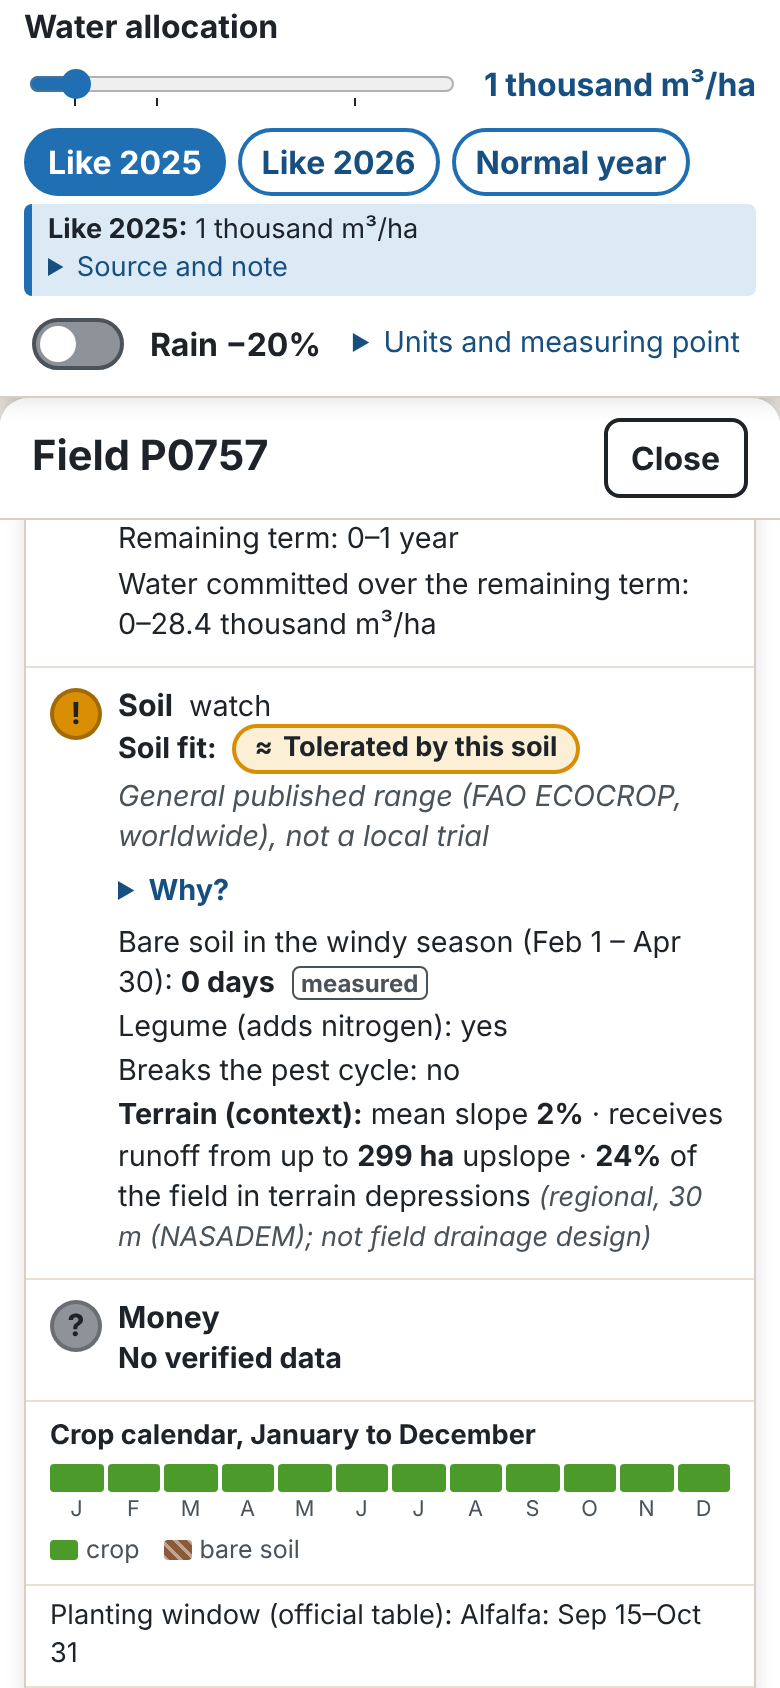 Water allocation
1 thousand m³/ha
Like 2025
Like 2026
Normal year
Like 2025: 1 thousand m³/ha
▶ Source and note
Rain −20%
▶ Units and measuring point
Field P0757
Close
Remaining term: 0–1 year
Water committed over the remaining term:
0–28.4 thousand m³/ha
! Soil watch
Soil fit: ≈ Tolerated by this soil
General published range (FAO ECOCROP,
worldwide), not a local trial
▶ Why?
Bare soil in the windy season (Feb 1 – Apr
30): 0 days measured
Legume (adds nitrogen): yes
Breaks the pest cycle: no
Terrain (context): mean slope 2% · receives
runoff from up to 299 ha upslope · 24% of
the field in terrain depressions (regional, 30
m (NASADEM); not field drainage design)
? Money
No verified data
Crop calendar, January to December
J F M A M J J A S O N D
crop bare soil
Planting window (official table): Alfalfa: Sep 15–Oct
31